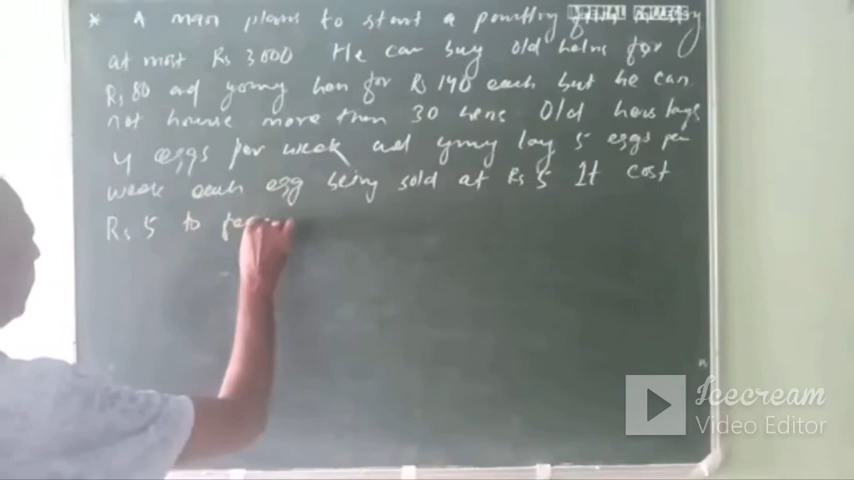 * A man plans to start a poultry
at most Rs 3000 He can buy old hens for
Rs 80 and young hen for Rs 140 each but he can
not house more than 30 hens Old hens lays
4 eggs per week and young lay 5 eggs per
week each egg being sold at Rs 5 It cost
Rs 5 to
Icecream
Video Editor